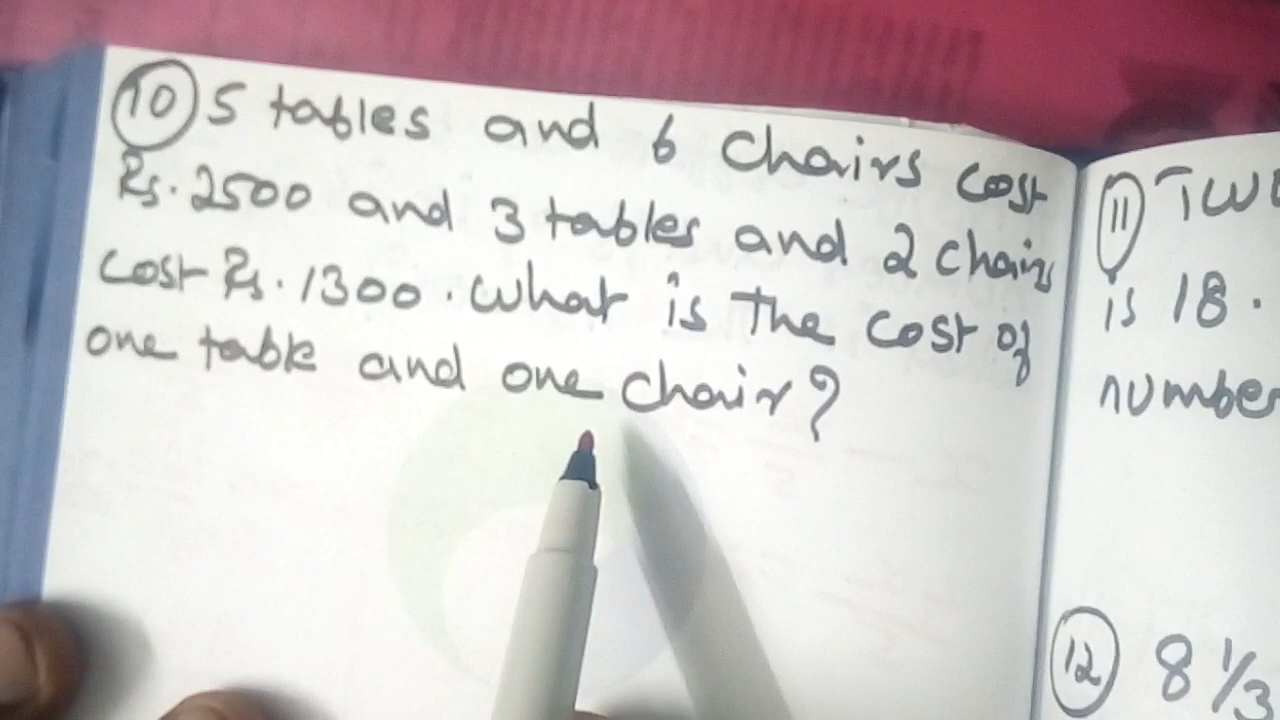 10 5 tables and 6 chairs cost
Rs. 2500 and 3 tables and 2 chairs
cost Rs. 1300. What is the cost of
one table and one chair?
11
is 18.
number
12 8 1/3